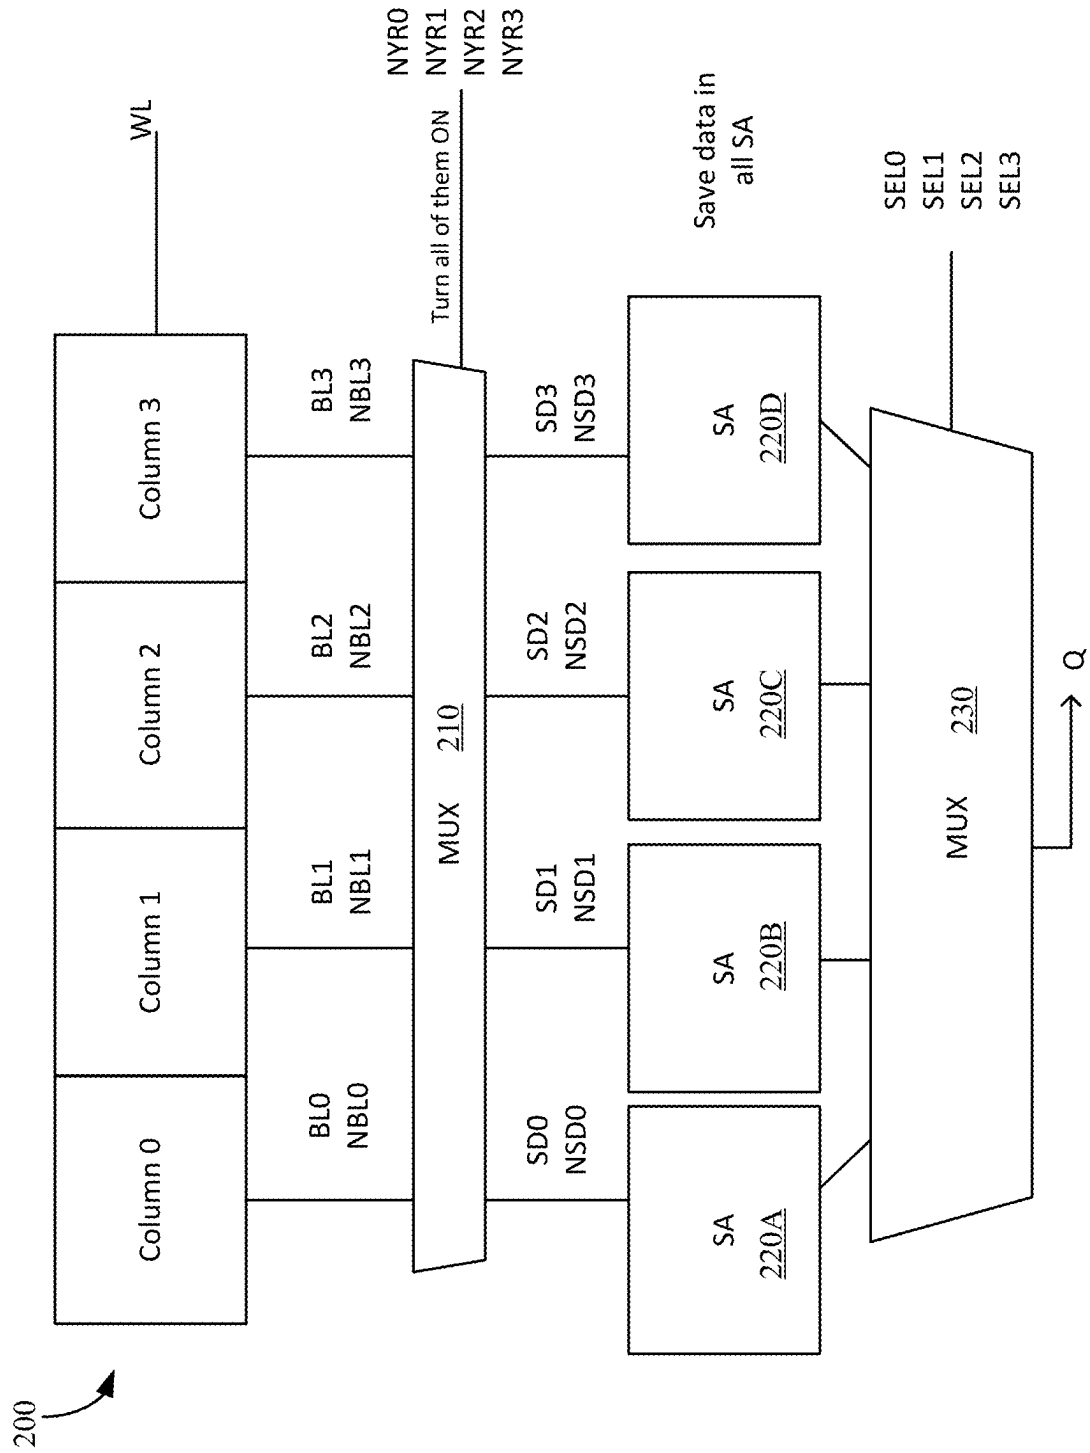 200
Column 0
Column 1
Column 2
Column 3
WL
BL0
NBL0
BL1
NBL1
BL2
NBL2
BL3
NBL3
MUX 210
Turn all of them ON
NYR0
NYR1
NYR2
NYR3
SD0
NSD0
SD1
NSD1
SD2
NSD2
SD3
NSD3
SA
220A
SA
220B
SA
220C
SA
220D
Save data in
all SA
MUX 230
SEL0
SEL1
SEL2
SEL3
Q